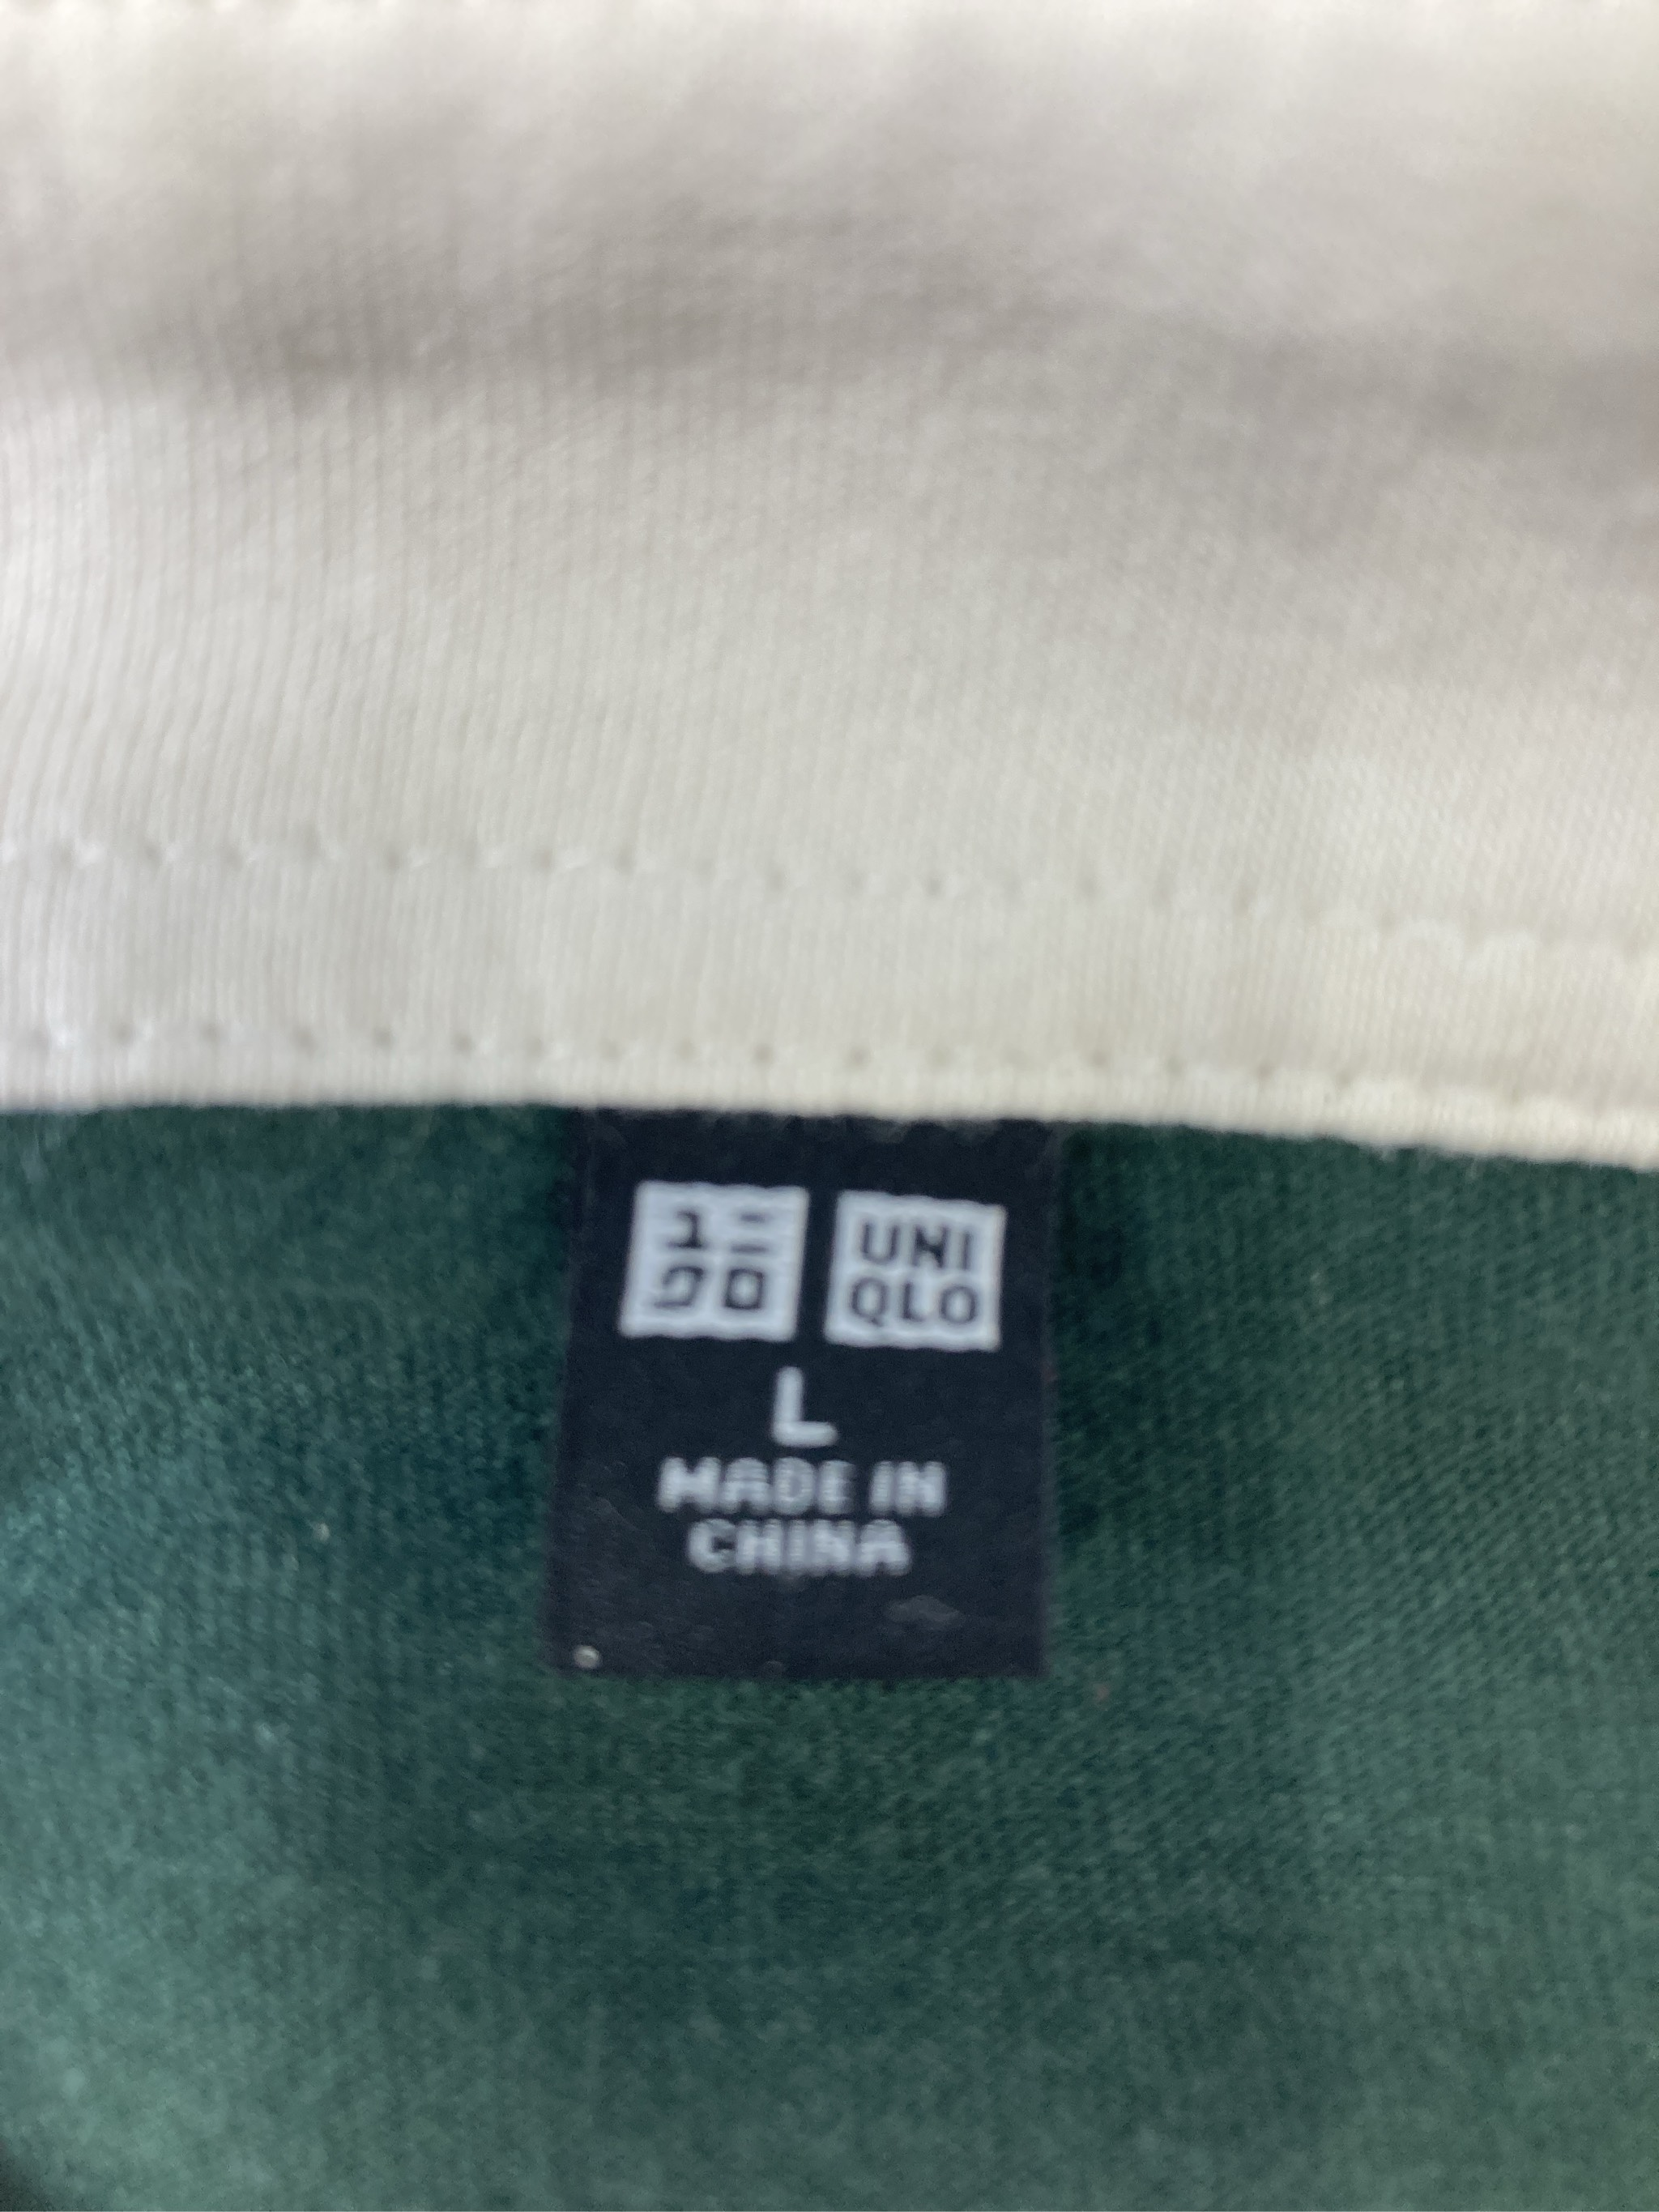 ユニ UNI
クロ QLO
L
MADE IN
CHINA